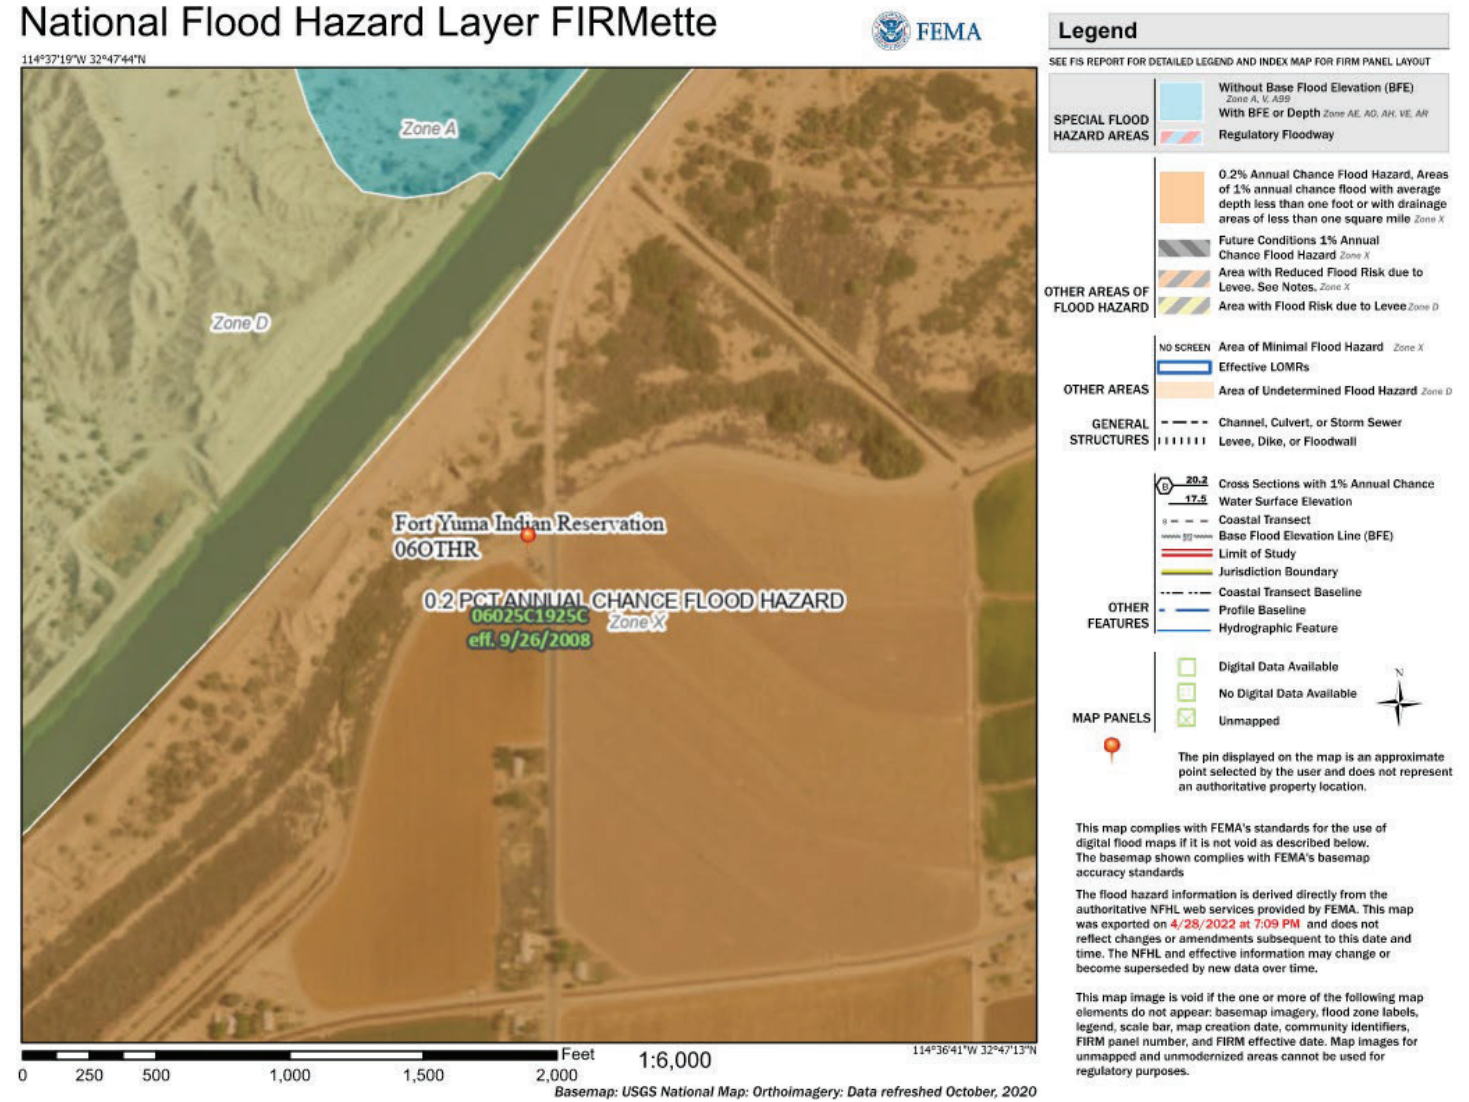 National Flood Hazard Layer FIRMette
FEMA
114°37'19"W 32°47'44"N
Zone A
Zone D
Fort Yuma Indian Reservation
06OTHR
0.2 PCT ANNUAL CHANCE FLOOD HAZARD
06025C1925C
Zone X
eff. 9/26/2008
0 250 500 1,000 1,500 2,000
Feet
1:6,000
114°36'41"W 32°47'13"N
Basemap: USGS National Map: Orthoimagery: Data refreshed October, 2020
Legend
SEE FIS REPORT FOR DETAILED LEGEND AND INDEX MAP FOR FIRM PANEL LAYOUT
SPECIAL FLOOD
HAZARD AREAS
Without Base Flood Elevation (BFE)
Zone A, V, A99
With BFE or Depth Zone AE, AO, AH, VE, AR
Regulatory Floodway
OTHER AREAS OF
FLOOD HAZARD
0.2% Annual Chance Flood Hazard, Areas
of 1% annual chance flood with average
depth less than one foot or with drainage
areas of less than one square mile Zone X
Future Conditions 1% Annual
Chance Flood Hazard Zone X
Area with Reduced Flood Risk due to
Levee. See Notes. Zone X
Area with Flood Risk due to Levee Zone D
OTHER AREAS
NO SCREEN Area of Minimal Flood Hazard Zone X
Effective LOMRs
Area of Undetermined Flood Hazard Zone D
GENERAL
STRUCTURES
Channel, Culvert, or Storm Sewer
Levee, Dike, or Floodwall
OTHER
FEATURES
B 20.2 Cross Sections with 1% Annual Chance
17.5 Water Surface Elevation
8 Coastal Transect
Base Flood Elevation Line (BFE)
Limit of Study
Jurisdiction Boundary
Coastal Transect Baseline
Profile Baseline
Hydrographic Feature
MAP PANELS
Digital Data Available
No Digital Data Available
Unmapped
N
The pin displayed on the map is an approximate
point selected by the user and does not represent
an authoritative property location.
This map complies with FEMA's standards for the use of
digital flood maps if it is not void as described below.
The basemap shown complies with FEMA's basemap
accuracy standards
The flood hazard information is derived directly from the
authoritative NFHL web services provided by FEMA. This map
was exported on 4/28/2022 at 7:09 PM and does not
reflect changes or amendments subsequent to this date and
time. The NFHL and effective information may change or
become superseded by new data over time.
This map image is void if the one or more of the following map
elements do not appear: basemap imagery, flood zone labels,
legend, scale bar, map creation date, community identifiers,
FIRM panel number, and FIRM effective date. Map images for
unmapped and unmodernized areas cannot be used for
regulatory purposes.